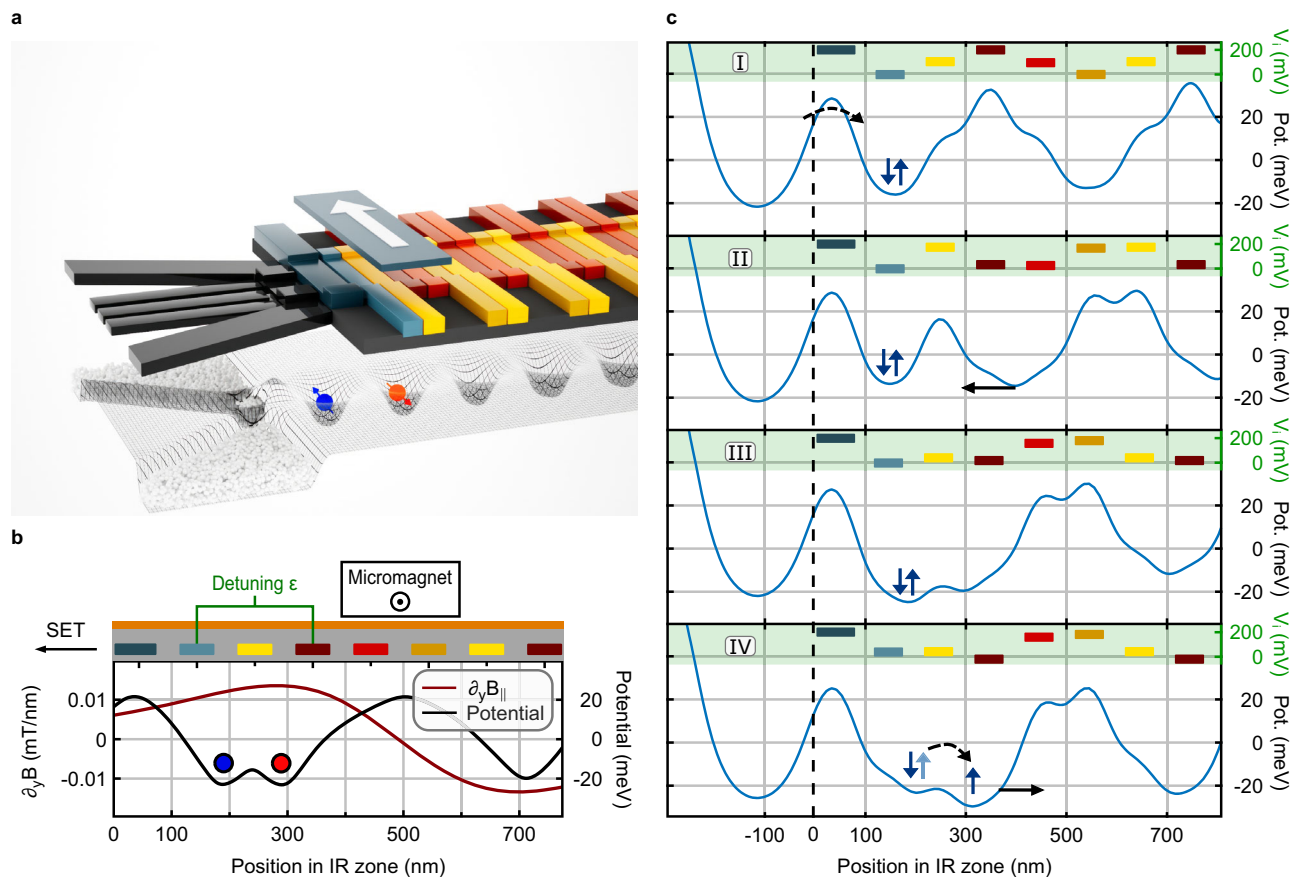 a
b
Detuning ε
Micromagnet
SET
∂yB∥
Potential
∂yB (mT/nm)
0.01
0
-0.01
20
0
-20
Potential (meV)
0
100
300
500
700
Position in IR zone (nm)
c
I
200
0
Vi (mV)
20
0
-20
Pot. (meV)
II
200
0
Vi (mV)
20
0
-20
Pot. (meV)
III
200
0
Vi (mV)
20
0
-20
Pot. (meV)
IV
200
0
Vi (mV)
20
0
-20
Pot. (meV)
-100
0
100
300
500
700
Position in IR zone (nm)